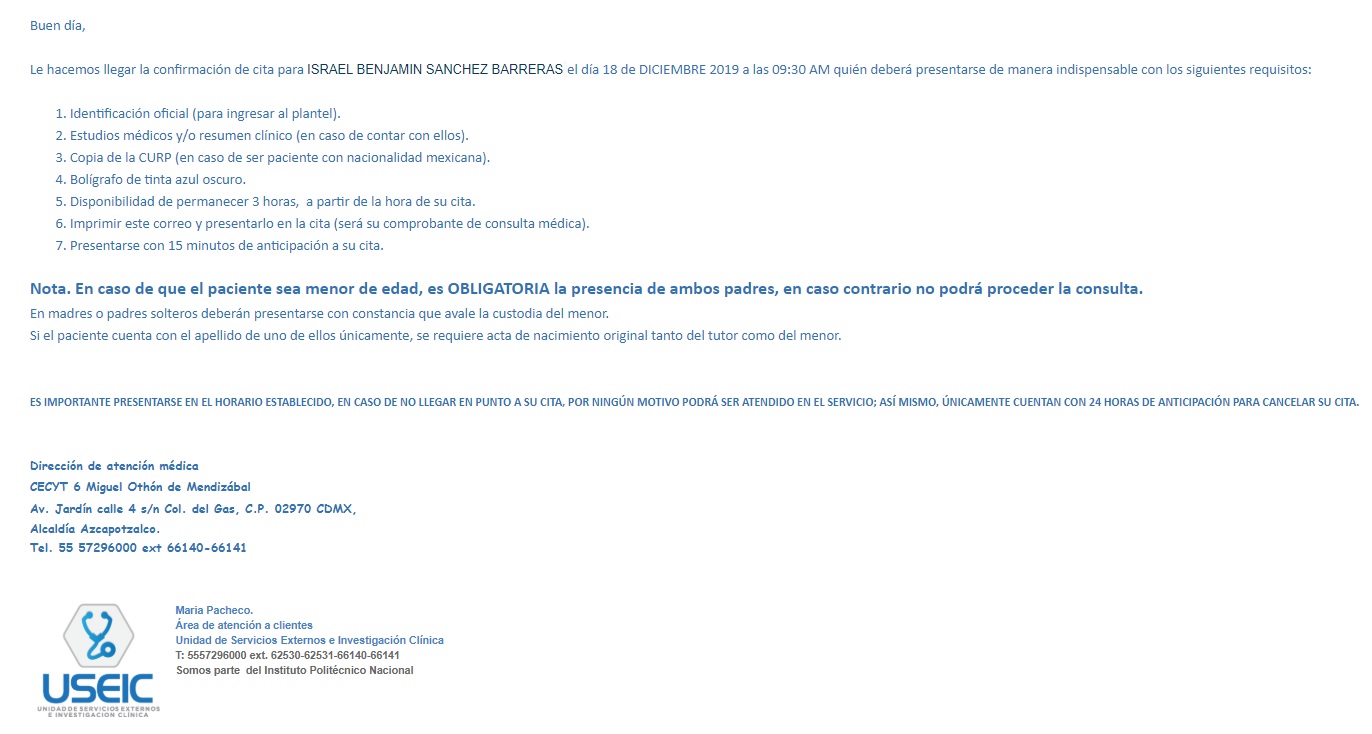 Buen día,
Le hacemos llegar la confirmación de cita para ISRAEL BENJAMIN SANCHEZ BARRERAS el día 18 de DICIEMBRE 2019 a las 09:30 AM quién deberá presentarse de manera indispensable con los siguientes requisitos:
1. Identificación oficial (para ingresar al plantel).
2. Estudios médicos y/o resumen clínico (en caso de contar con ellos).
3. Copia de la CURP (en caso de ser paciente con nacionalidad mexicana).
4. Bolígrafo de tinta azul oscuro.
5. Disponibilidad de permanecer 3 horas,  a partir de la hora de su cita.
6. Imprimir este correo y presentarlo en la cita (será su comprobante de consulta médica).
7. Presentarse con 15 minutos de anticipación a su cita.
Nota. En caso de que el paciente sea menor de edad, es OBLIGATORIA la presencia de ambos padres, en caso contrario no podrá proceder la consulta.
En madres o padres solteros deberán presentarse con constancia que avale la custodia del menor.
Si el paciente cuenta con el apellido de uno de ellos únicamente, se requiere acta de nacimiento original tanto del tutor como del menor.
ES IMPORTANTE PRESENTARSE EN EL HORARIO ESTABLECIDO, EN CASO DE NO LLEGAR EN PUNTO A SU CITA, POR NINGÚN MOTIVO PODRÁ SER ATENDIDO EN EL SERVICIO; ASÍ MISMO, ÚNICAMENTE CUENTAN CON 24 HORAS DE ANTICIPACIÓN PARA CANCELAR SU CITA.
Dirección de atención médica
CECYT 6 Miguel Othón de Mendizábal
Av. Jardín calle 4 s/n Col. del Gas, C.P. 02970 CDMX,
Alcaldía Azcapotzalco.
Tel. 55 57296000 ext 66140-66141
Maria Pacheco.
Área de atención a clientes
Unidad de Servicios Externos e Investigación Clínica
T: 5557296000 ext. 62530-62531-66140-66141
Somos parte  del Instituto Politécnico Nacional
USEIC
UNIDAD DE SERVICIOS EXTERNOS
E INVESTIGACION CLÍNICA